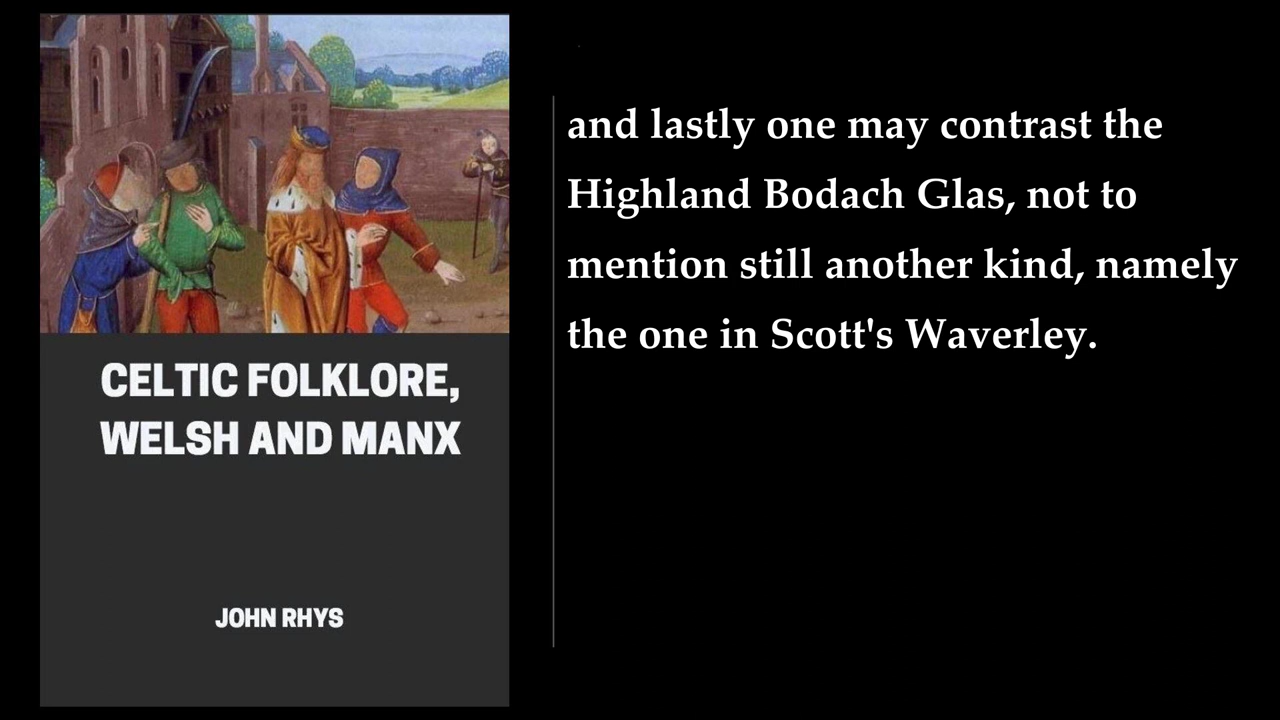 CELTIC FOLKLORE,
WELSH AND MANX
JOHN RHYS
and lastly one may contrast the
Highland Bodach Glas, not to
mention still another kind, namely
the one in Scott's Waverley.